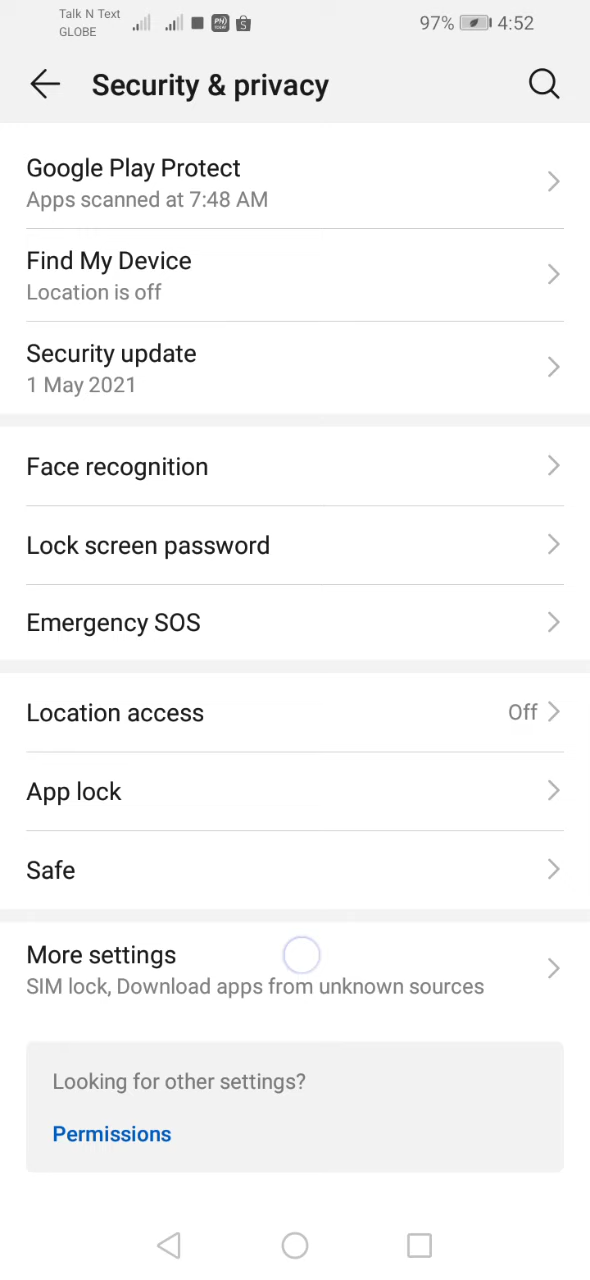 Talk N Text
GLOBE
97% 4:52
Security & privacy
Google Play Protect
Apps scanned at 7:48 AM
Find My Device
Location is off
Security update
1 May 2021
Face recognition
Lock screen password
Emergency SOS
Location access Off
App lock
Safe
More settings
SIM lock, Download apps from unknown sources
Looking for other settings?
Permissions